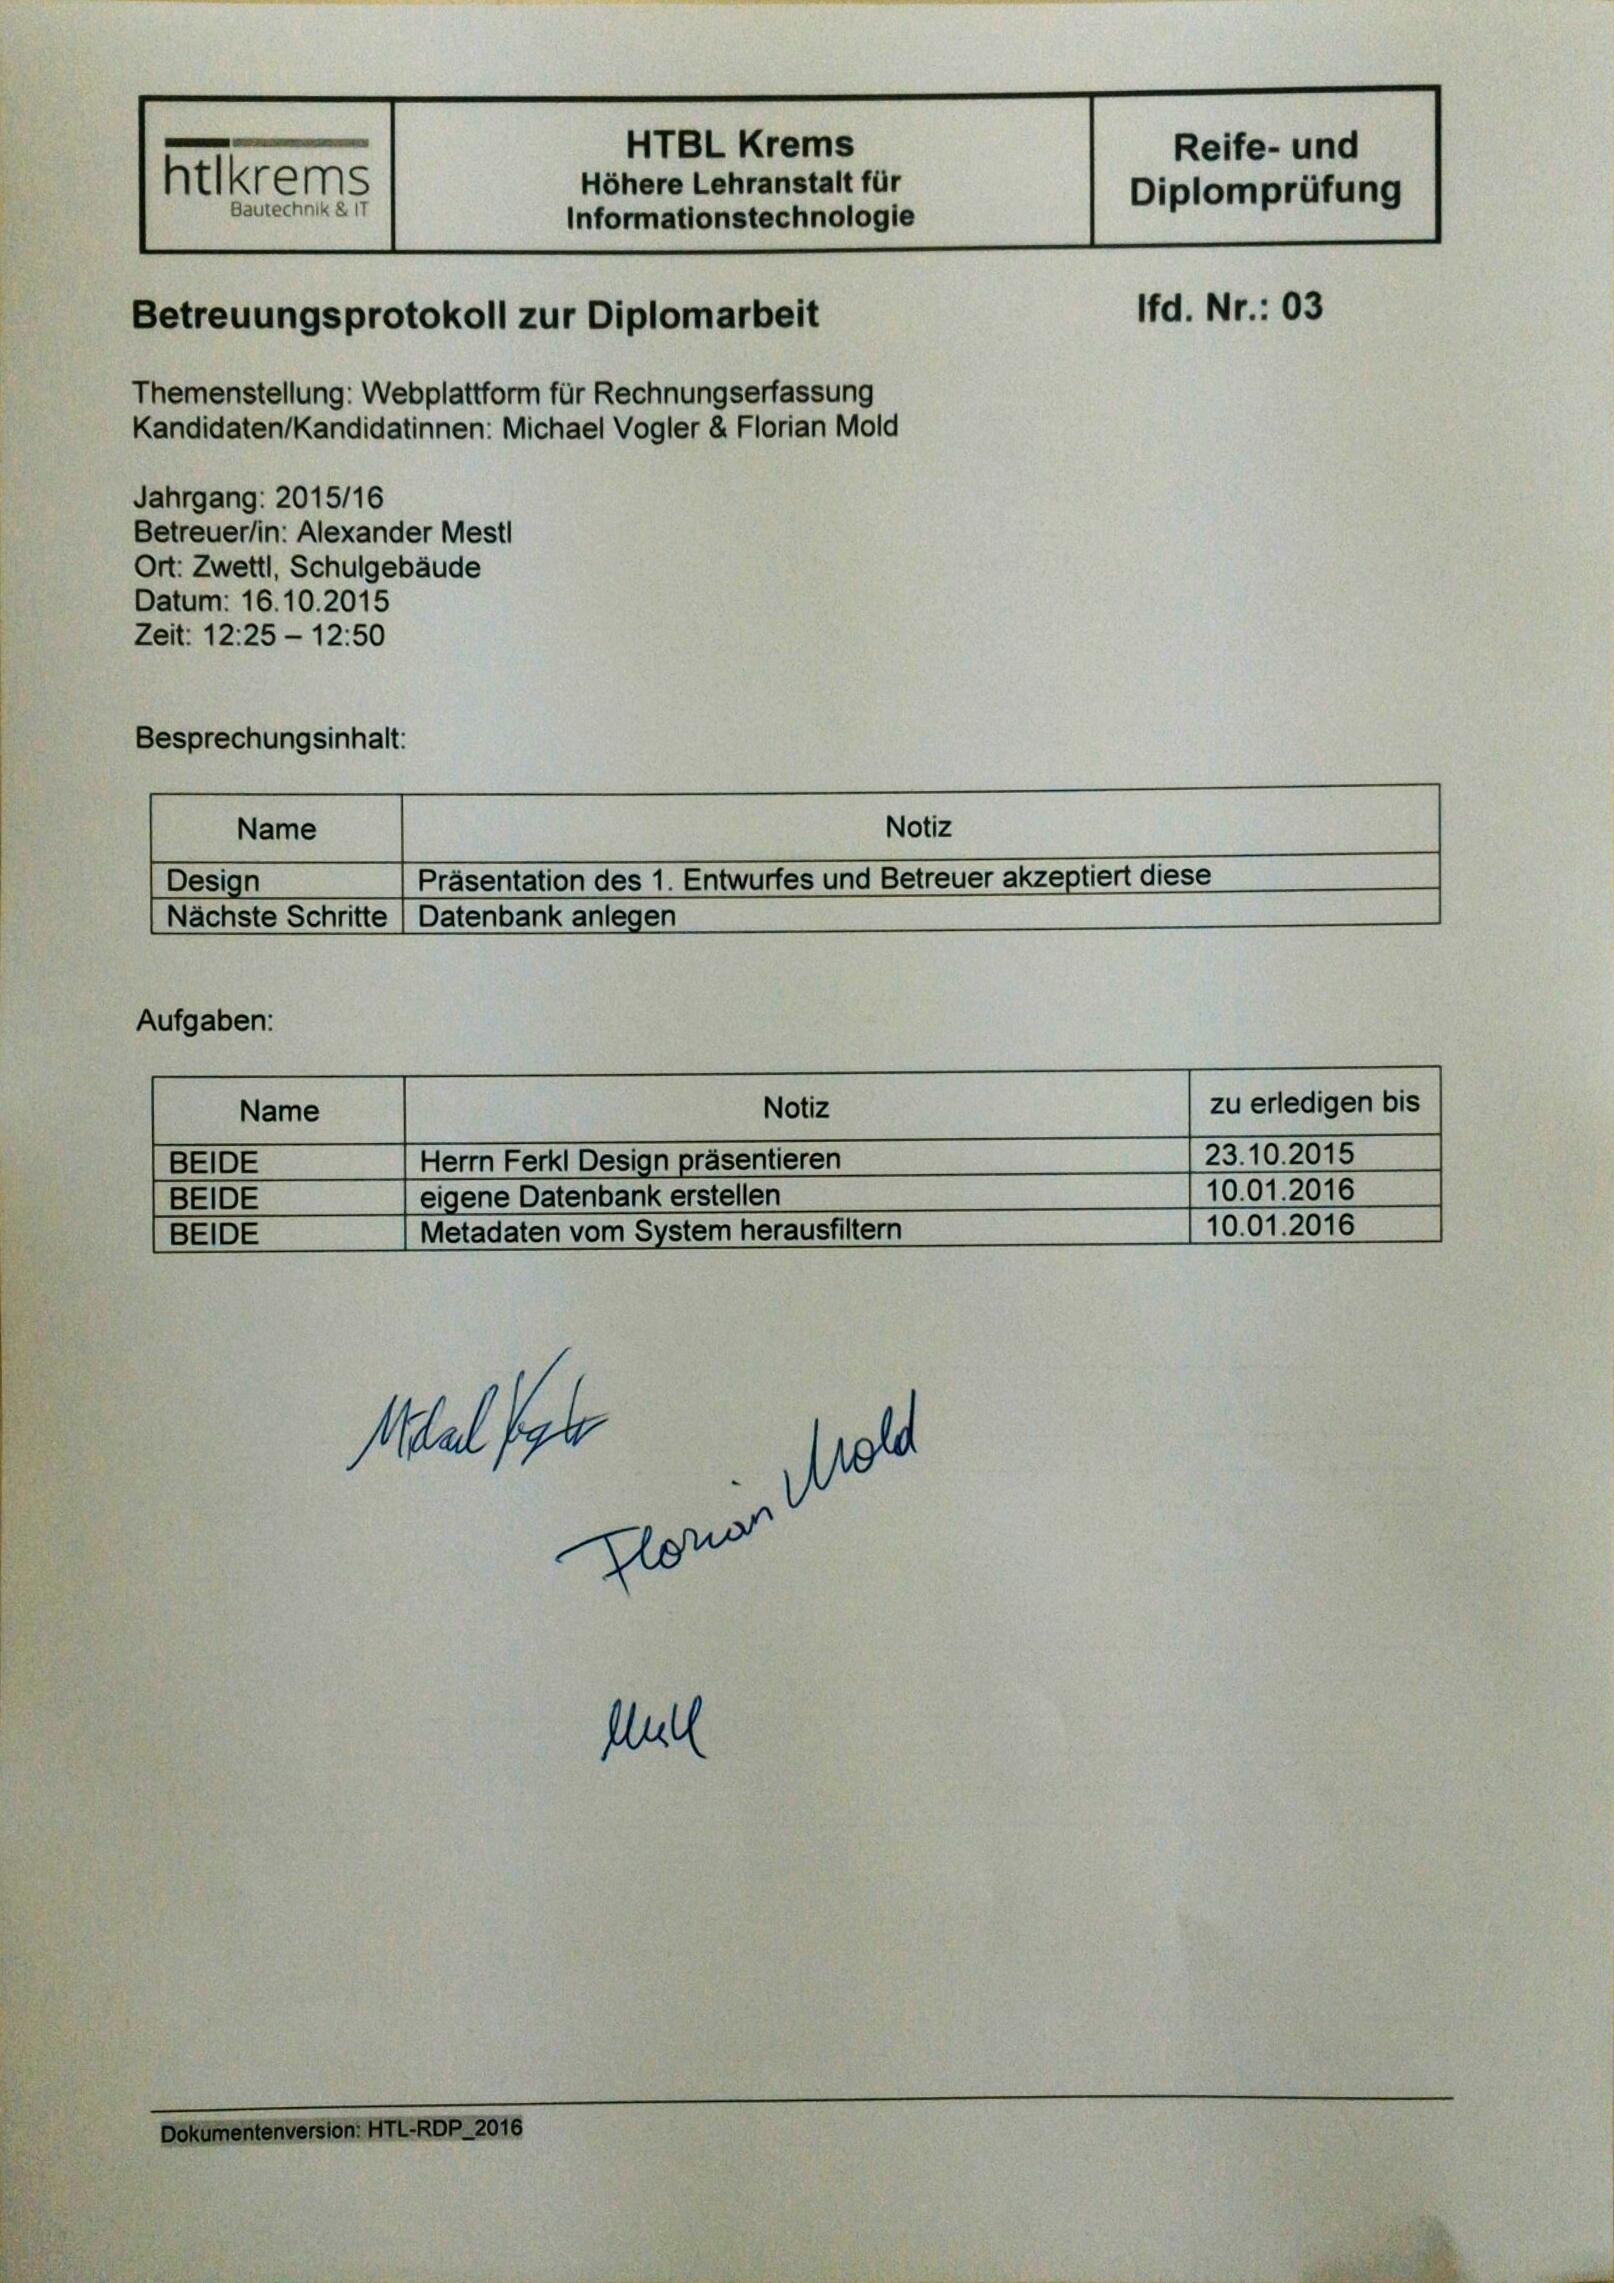 htlkrems
Bautechnik & IT
HTBL Krems
Höhere Lehranstalt für
Informationstechnologie
Reife- und
Diplomprüfung
Betreuungsprotokoll zur Diplomarbeit
lfd. Nr.: 03
Themenstellung: Webplattform für Rechnungserfassung
Kandidaten/Kandidatinnen: Michael Vogler & Florian Mold
Jahrgang: 2015/16
Betreuer/in: Alexander Mestl
Ort: Zwettl, Schulgebäude
Datum: 16.10.2015
Zeit: 12:25 – 12:50
Besprechungsinhalt:
Name Notiz
Design Präsentation des 1. Entwurfes und Betreuer akzeptiert diese
Nächste Schritte Datenbank anlegen
Aufgaben:
Name Notiz zu erledigen bis
BEIDE Herrn Ferkl Design präsentieren 23.10.2015
BEIDE eigene Datenbank erstellen 10.01.2016
BEIDE Metadaten vom System herausfiltern 10.01.2016
Michael Vogler
Florian Mold
Dokumentenversion: HTL-RDP_2016